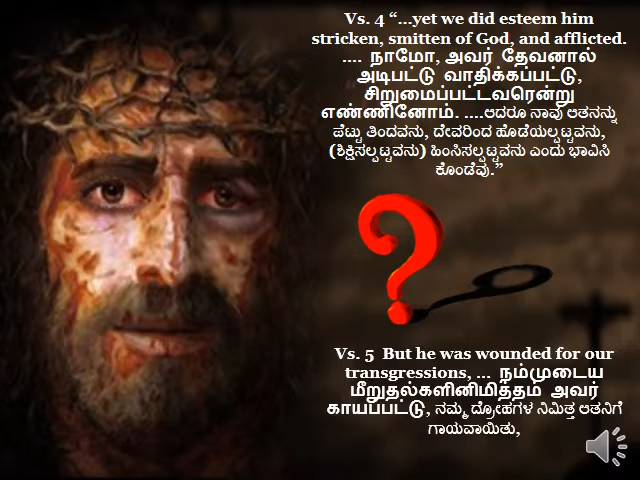 Vs. 4 “...yet we did esteem him
stricken, smitten of God, and afflicted.
.... நாமோ, அவர் தேவனால்
அடிபட்டு வாதிக்கப்பட்டு,
சிறுமைப்பட்டவரென்று
எண்ணினோம். ....ಆದರೂ ನಾವು ಆತನನ್ನು
ಪೆಟ್ಟು ತಿಂದವನು, ದೇವರಿಂದ ಹೊಡೆಯಲ್ಪಟ್ಟವನು,
(ಶಿಕ್ಷಿಸಲ್ಪಟ್ಟವನು) ಹಿಂಸಿಸಲ್ಪಟ್ಟವನು ಎಂದು ಭಾವಿಸಿ
ಕೊಂಡೆವು.”
?
Vs. 5  But he was wounded for our
transgressions, ... நம்முடைய
மீறுதல்களினிமித்தம் அவர்
காயப்பட்டு, ನಮ್ಮ ದ್ರೋಹಗಳ ನಿಮಿತ್ತ ಆತನಿಗೆ
ಗಾಯವಾಯಿತು,